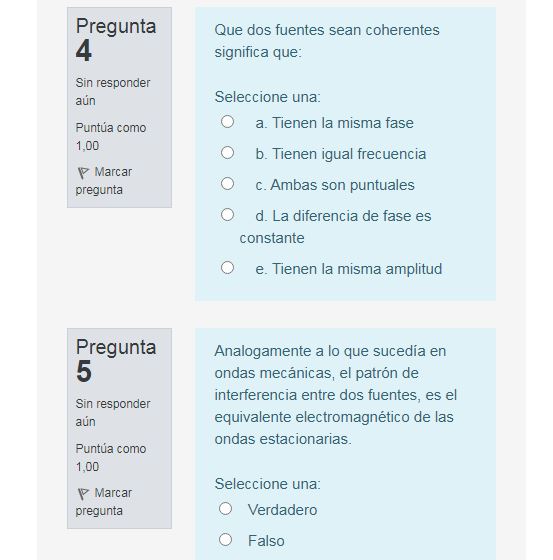 Pregunta
4
Sin responder
aún
Puntúa como
1,00
Marcar
pregunta
Que dos fuentes sean coherentes
significa que:
Seleccione una:
a. Tienen la misma fase
b. Tienen igual frecuencia
c. Ambas son puntuales
d. La diferencia de fase es
constante
e. Tienen la misma amplitud
Pregunta
5
Sin responder
aún
Puntúa como
1,00
Marcar
pregunta
Analogamente a lo que sucedía en
ondas mecánicas, el patrón de
interferencia entre dos fuentes, es el
equivalente electromagnético de las
ondas estacionarias.
Seleccione una:
Verdadero
Falso